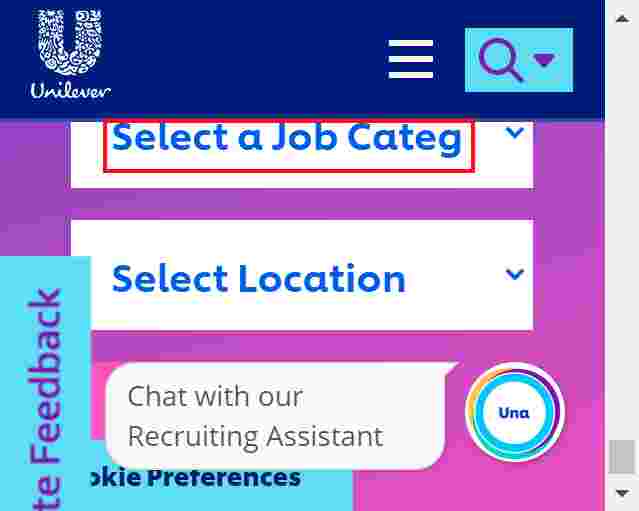 Unilever
Select a Job Categ
Select Location
te Feedback
Chat with our
Recruiting Assistant
Una
okie Preferences